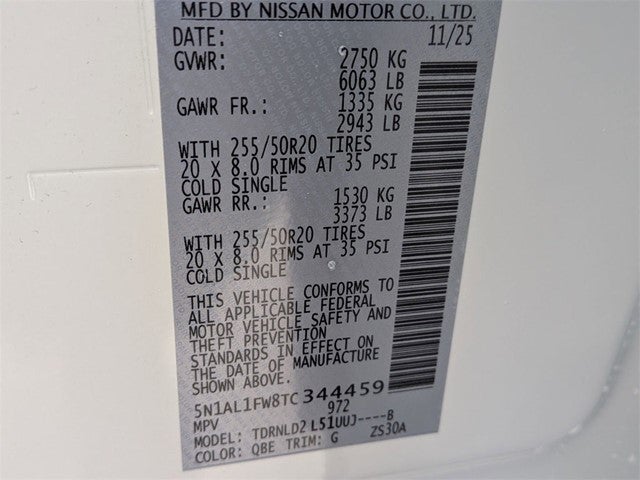 MFD BY NISSAN MOTOR CO., LTD.
DATE: 11/25
GVWR: 2750 KG
6063 LB
GAWR FR.: 1335 KG
2943 LB
WITH 255/50R20 TIRES
20 X 8.0 RIMS AT 35 PSI
COLD SINGLE
GAWR RR.: 1530 KG
3373 LB
WITH 255/50R20 TIRES
20 X 8.0 RIMS AT 35 PSI
COLD SINGLE
THIS VEHICLE CONFORMS TO
ALL APPLICABLE FEDERAL
MOTOR VEHICLE SAFETY AND
THEFT PREVENTION
STANDARDS IN EFFECT ON
THE DATE OF MANUFACTURE
SHOWN ABOVE.
5N1AL1FW8TC344459
MPV 972
MODEL: TDRNLD2 L51UUJ----B
COLOR: QBE TRIM: G ZS30A